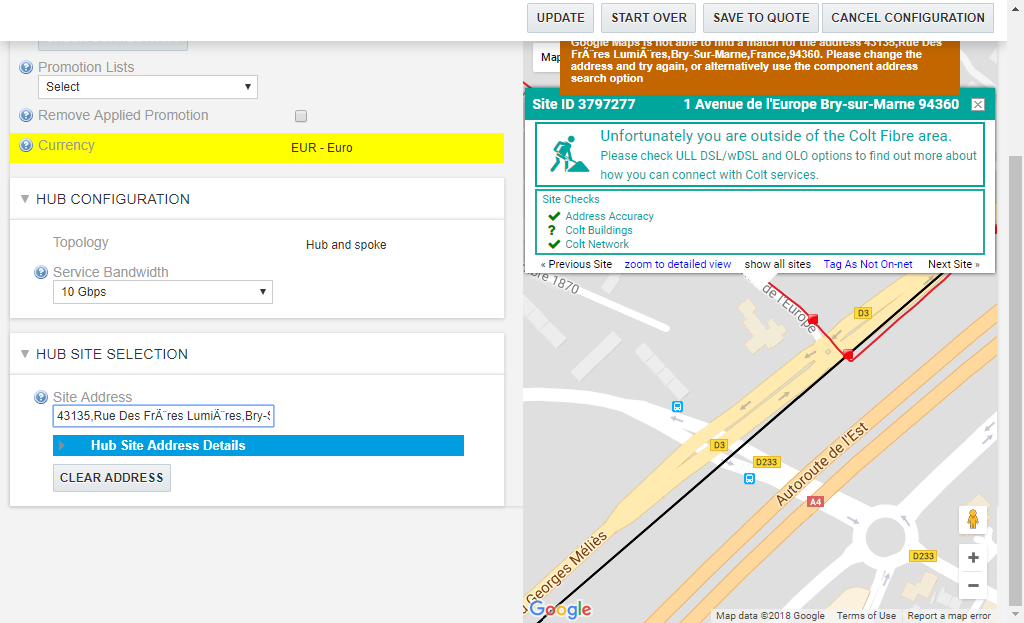 UPDATE
START OVER
SAVE TO QUOTE
CANCEL CONFIGURATION
Promotion Lists
Select
Remove Applied Promotion
Currency
EUR - Euro
HUB CONFIGURATION
Topology
Hub and spoke
Service Bandwidth
10 Gbps
HUB SITE SELECTION
Site Address
43135,Rue Des FrÃ¨res LumiÃ¨res,Bry-S
Hub Site Address Details
CLEAR ADDRESS
Map
Google Maps is not able to find a match for the address 43135,Rue Des
FrÃ¨res LumiÃ¨res,Bry-Sur-Marne,France,94360. Please change the
address and try again, or alternatively use the component address
search option
Site ID 3797277
1 Avenue de l'Europe Bry-sur-Marne 94360
Unfortunately you are outside of the Colt Fibre area.
Please check ULL DSL/wDSL and OLO options to find out more about
how you can connect with Colt services.
Site Checks
Address Accuracy
? Colt Buildings
Colt Network
« Previous Site
zoom to detailed view
show all sites
Tag As Not On-net
Next Site »
1870
de l'Europe
D3
D3
D233
Autoroute de l'Est
A4
D233
Georges Méliès
Google
Map data ©2018 Google
Terms of Use
Report a map error